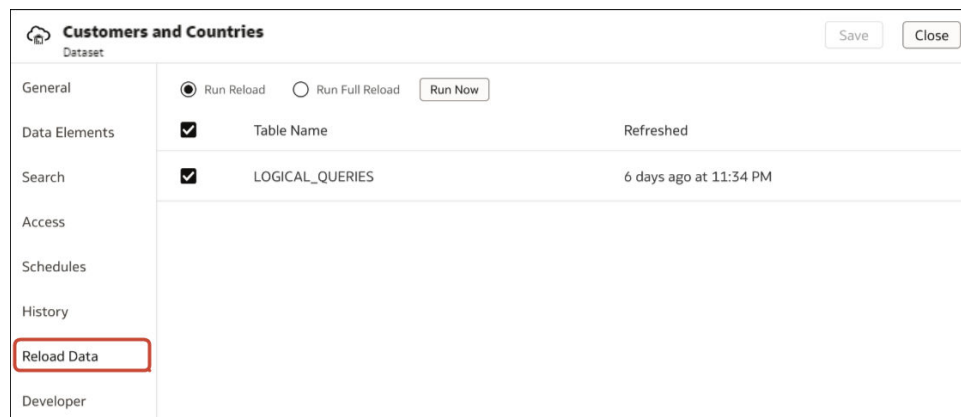 Customers and Countries
Dataset
Save
Close
General
Data Elements
Search
Access
Schedules
History
Reload Data
Developer
Run Reload
Run Full Reload
Run Now
Table Name
Refreshed
LOGICAL_QUERIES
6 days ago at 11:34 PM